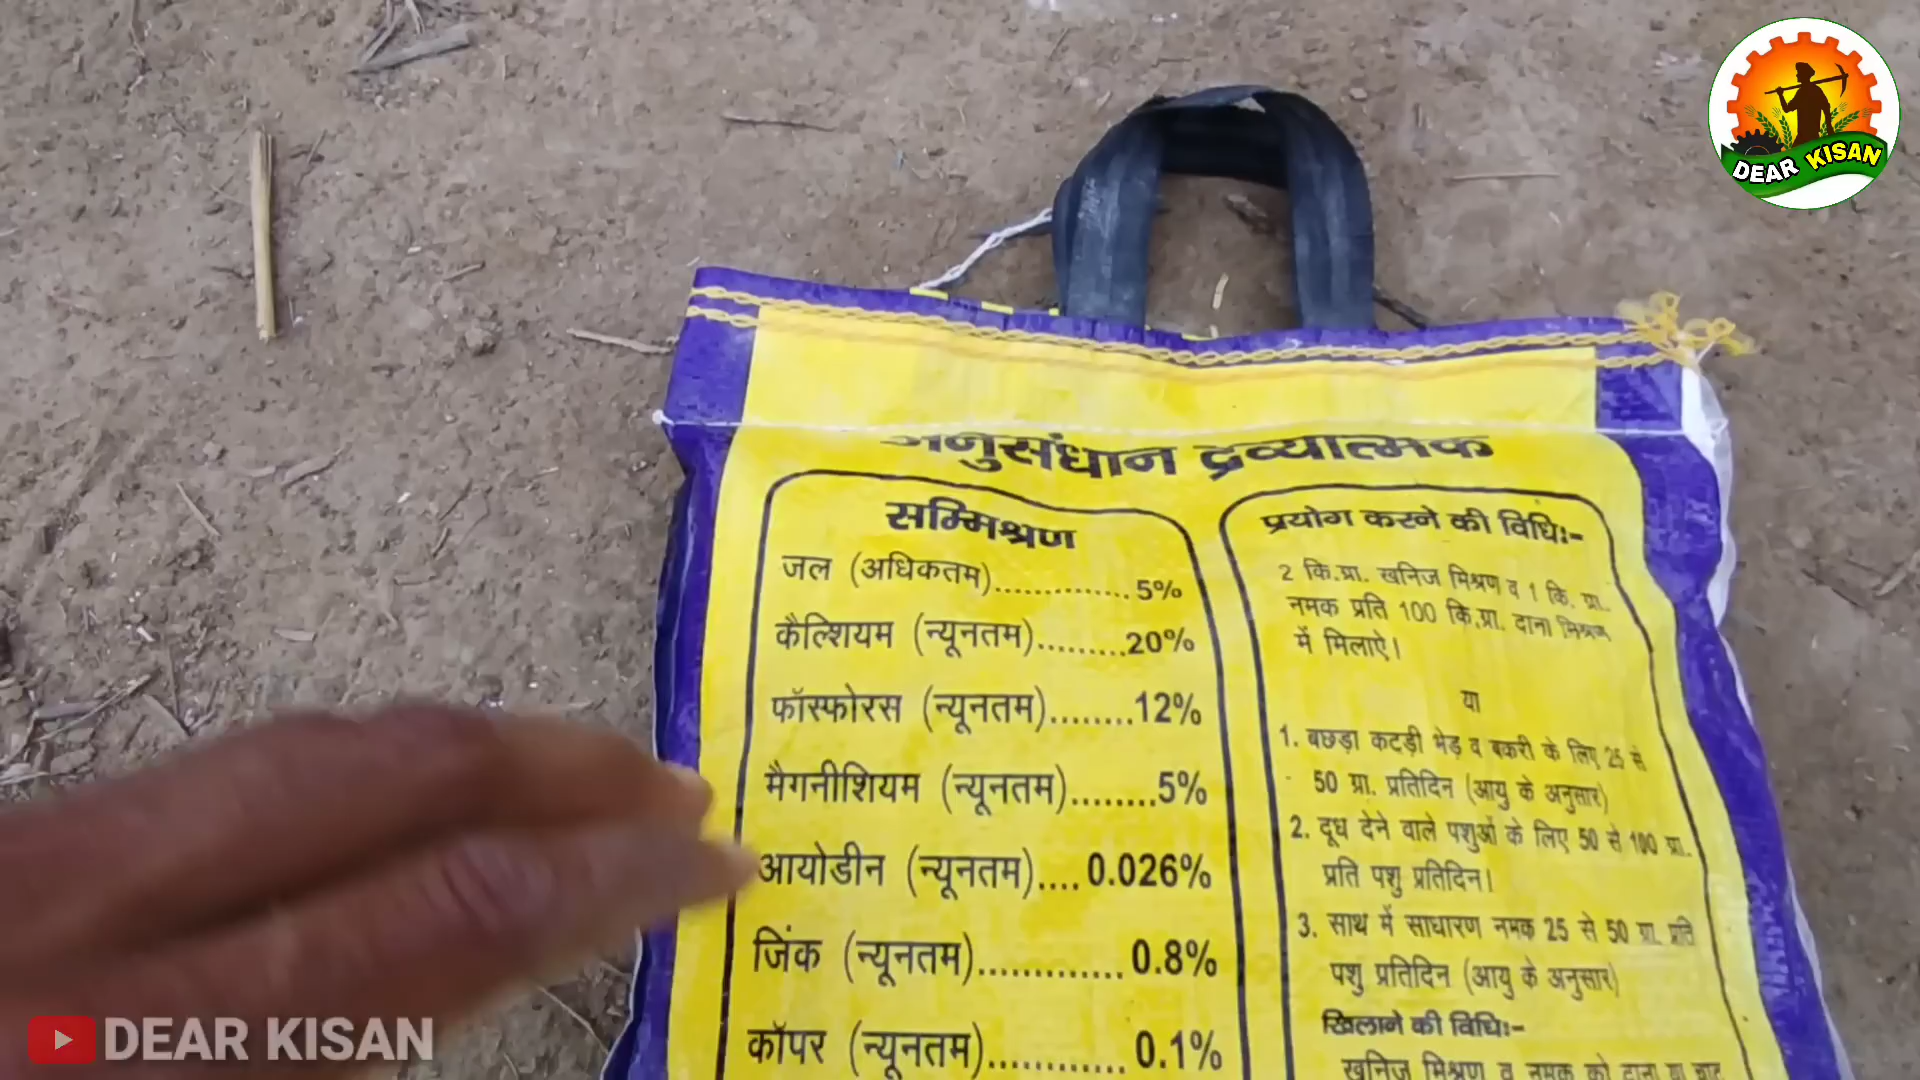 DEAR KISAN
अनुसंधान द्रव्यात्मक
सम्मिश्रण
जल (अधिकतम)..............5%
कैल्शियम (न्यूनतम).........20%
फॉस्फोरस (न्यूनतम)........12%
मैगनीशियम (न्यूनतम)........5%
आयोडीन (न्यूनतम)....0.026%
जिंक (न्यूनतम).............0.8%
कॉपर (न्यूनतम)............0.1%
प्रयोग करने की विधिः-
2 कि.ग्रा. खनिज मिश्रण व 1 कि. ग्रा.
नमक प्रति 100 कि.ग्रा. दाना मिश्रण
में मिलाऐ।
या
1. बछड़ा कटड़ी भेड़ व बकरी के लिए 25 से
50 ग्रा. प्रतिदिन (आयु के अनुसार)
2. दूध देने वाले पशुओं के लिए 50 से 100 ग्रा.
प्रति पशु प्रतिदिन।
3. साथ में साधारण नमक 25 से 50 ग्रा. प्रति
पशु प्रतिदिन (आयु के अनुसार)
खिलाने की विधिः-
खनिज मिश्रण व नमक को दाना या
DEAR KISAN